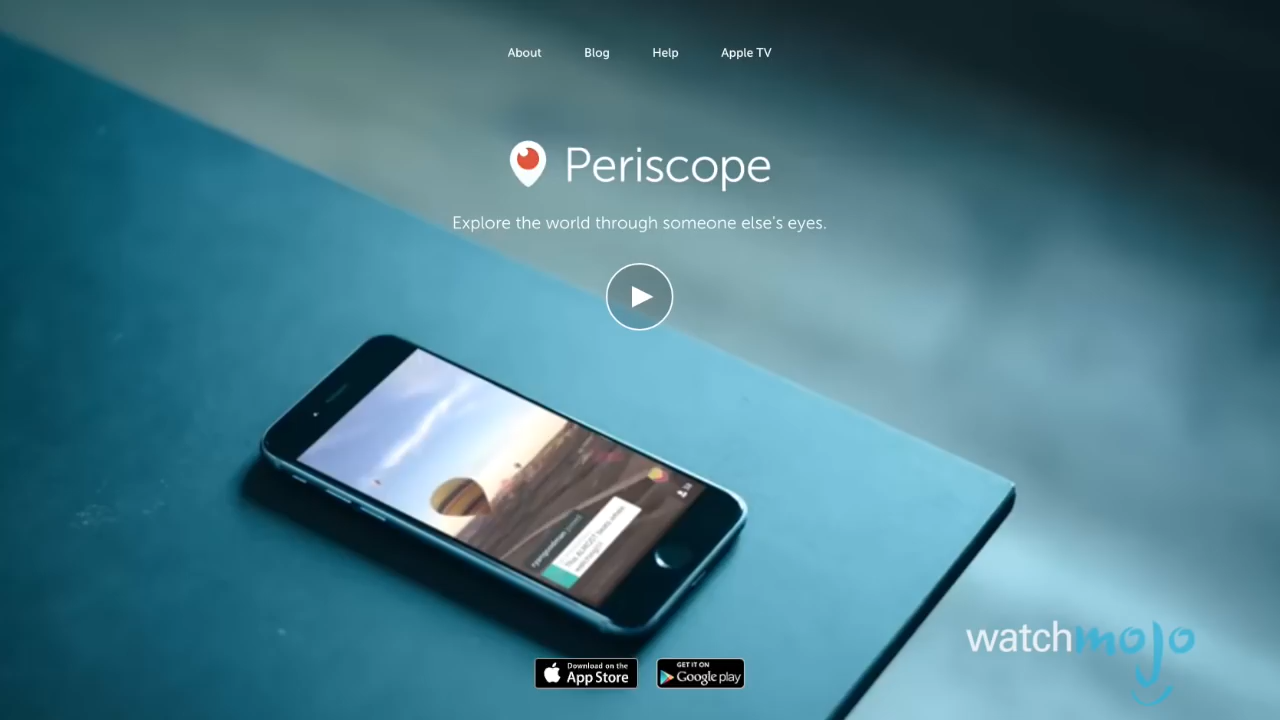 About Blog Help Apple TV
Periscope
Explore the world through someone else's eyes.
Download on the
App Store
GET IT ON
Google play
watchmojo